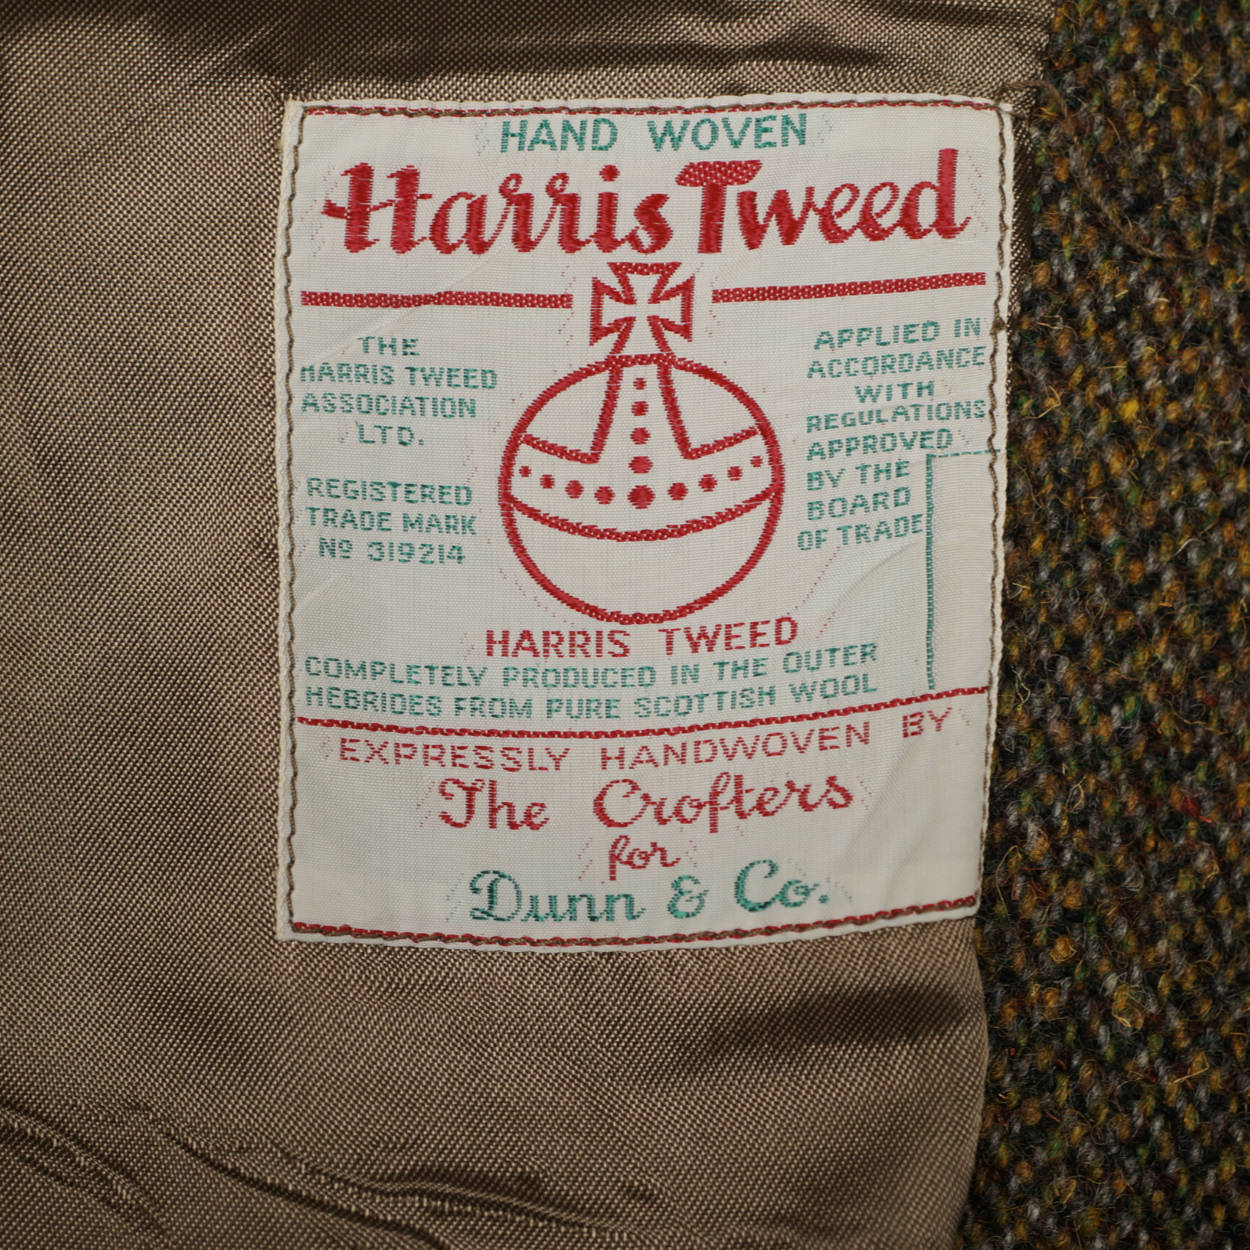 HAND WOVEN
Harris Tweed
THE
HARRIS TWEED
ASSOCIATION
LTD.
REGISTERED
TRADE MARK
No 319214
APPLIED IN
ACCORDANCE
WITH
REGULATIONS
APPROVED
BY THE
BOARD
OF TRADE
HARRIS TWEED
COMPLETELY PRODUCED IN THE OUTER
HEBRIDES FROM PURE SCOTTISH WOOL
EXPRESSLY HANDWOVEN BY
The Crofters
for
Dunn & Co.